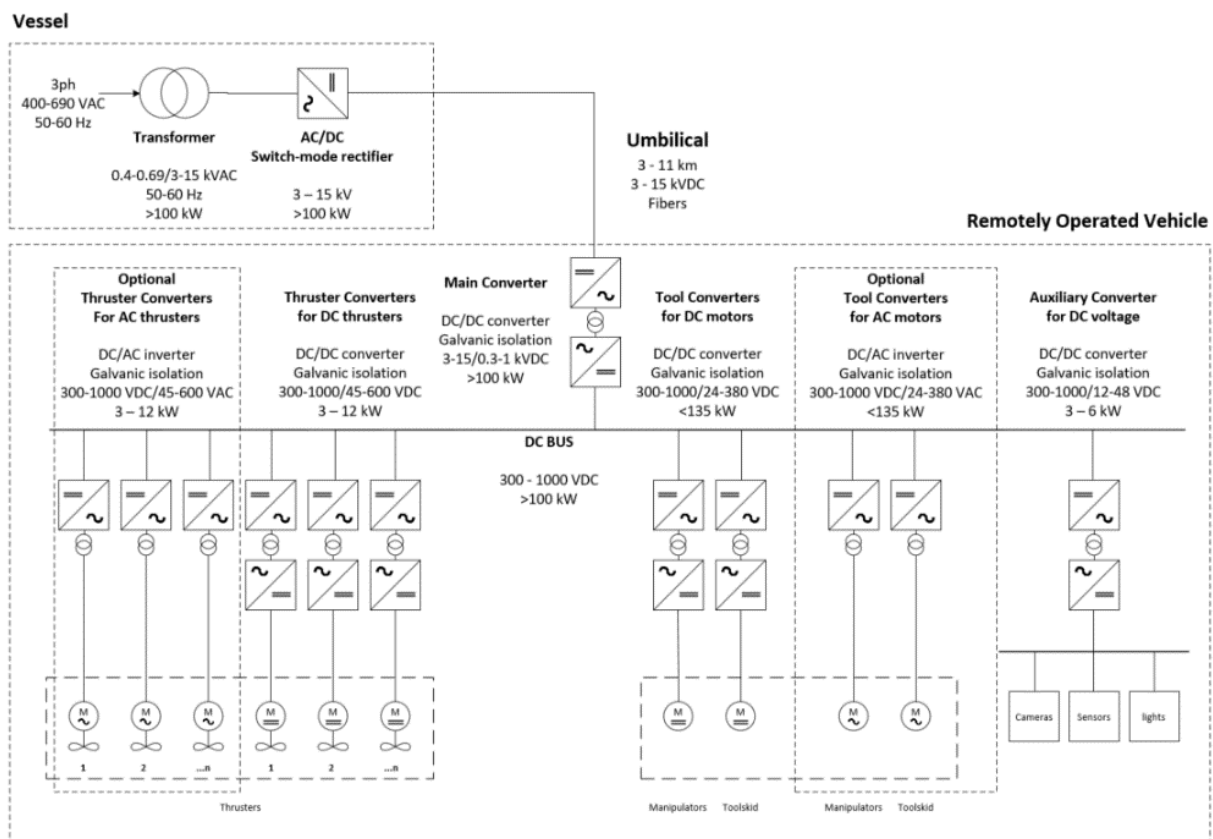 Vessel
3ph
400-690 VAC
50-60 Hz
Transformer
0.4-0.69/3-15 kVAC
50-60 Hz
>100 kW
AC/DC
Switch-mode rectifier
3 – 15 kV
>100 kW
Umbilical
3 - 11 km
3 - 15 kVDC
Fibers
Remotely Operated Vehicle
Optional
Thruster Converters
For AC thrusters
DC/AC inverter
Galvanic isolation
300-1000 VDC/45-600 VAC
3 – 12 kW
Thruster Converters
for DC thrusters
DC/DC converter
Galvanic isolation
300-1000/45-600 VDC
3 – 12 kW
Main Converter
DC/DC converter
Galvanic isolation
3-15/0.3-1 kVDC
>100 kW
Tool Converters
for DC motors
DC/DC converter
Galvanic isolation
300-1000/24-380 VDC
<135 kW
Optional
Tool Converters
for AC motors
DC/AC inverter
Galvanic isolation
300-1000 VDC/24-380 VAC
<135 kW
Auxiliary Converter
for DC voltage
DC/DC converter
Galvanic isolation
300-1000/12-48 VDC
3 – 6 kW
DC BUS
300 - 1000 VDC
>100 kW
M M M M M M M M M M
Cameras Sensors lights
1 2 ...n 1 2 ...n
Thrusters Manipulators Toolskid Manipulators Toolskid